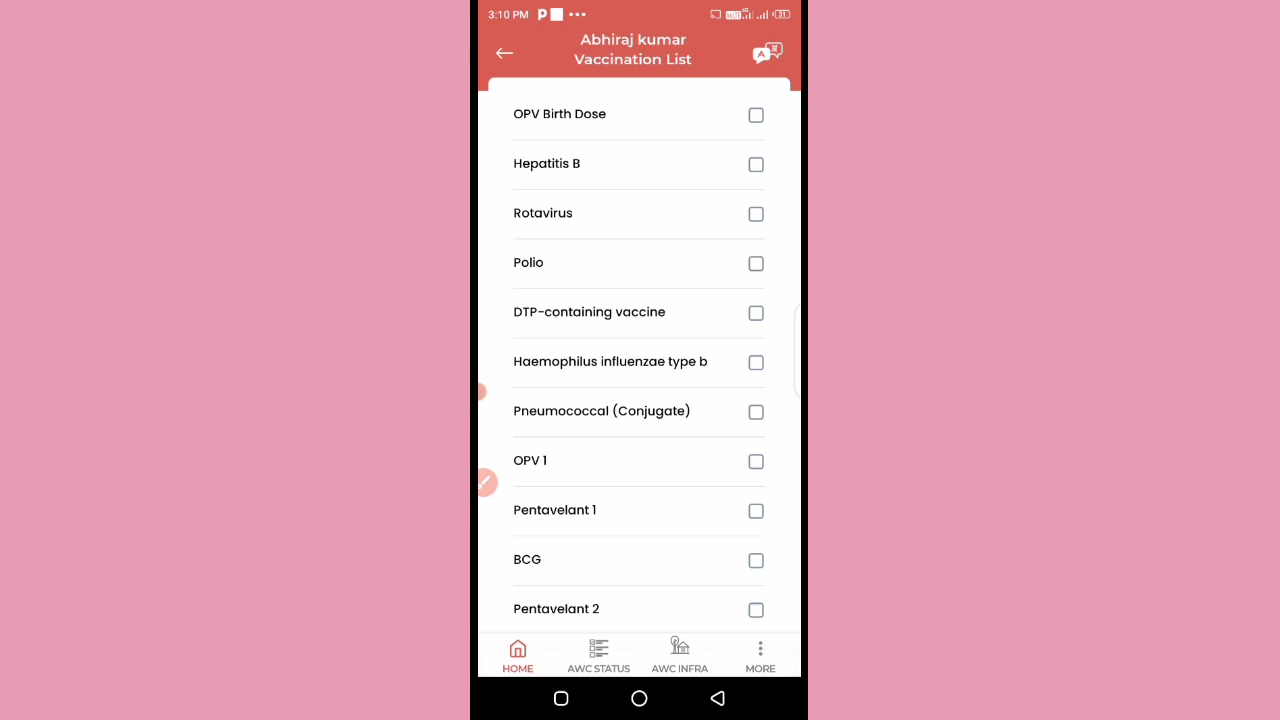 3:10 PM
Abhiraj kumar
Vaccination List
OPV Birth Dose
Hepatitis B
Rotavirus
Polio
DTP-containing vaccine
Haemophilus influenzae type b
Pneumococcal (Conjugate)
OPV 1
Pentavelant 1
BCG
Pentavelant 2
HOME
AWC STATUS
AWC INFRA
MORE